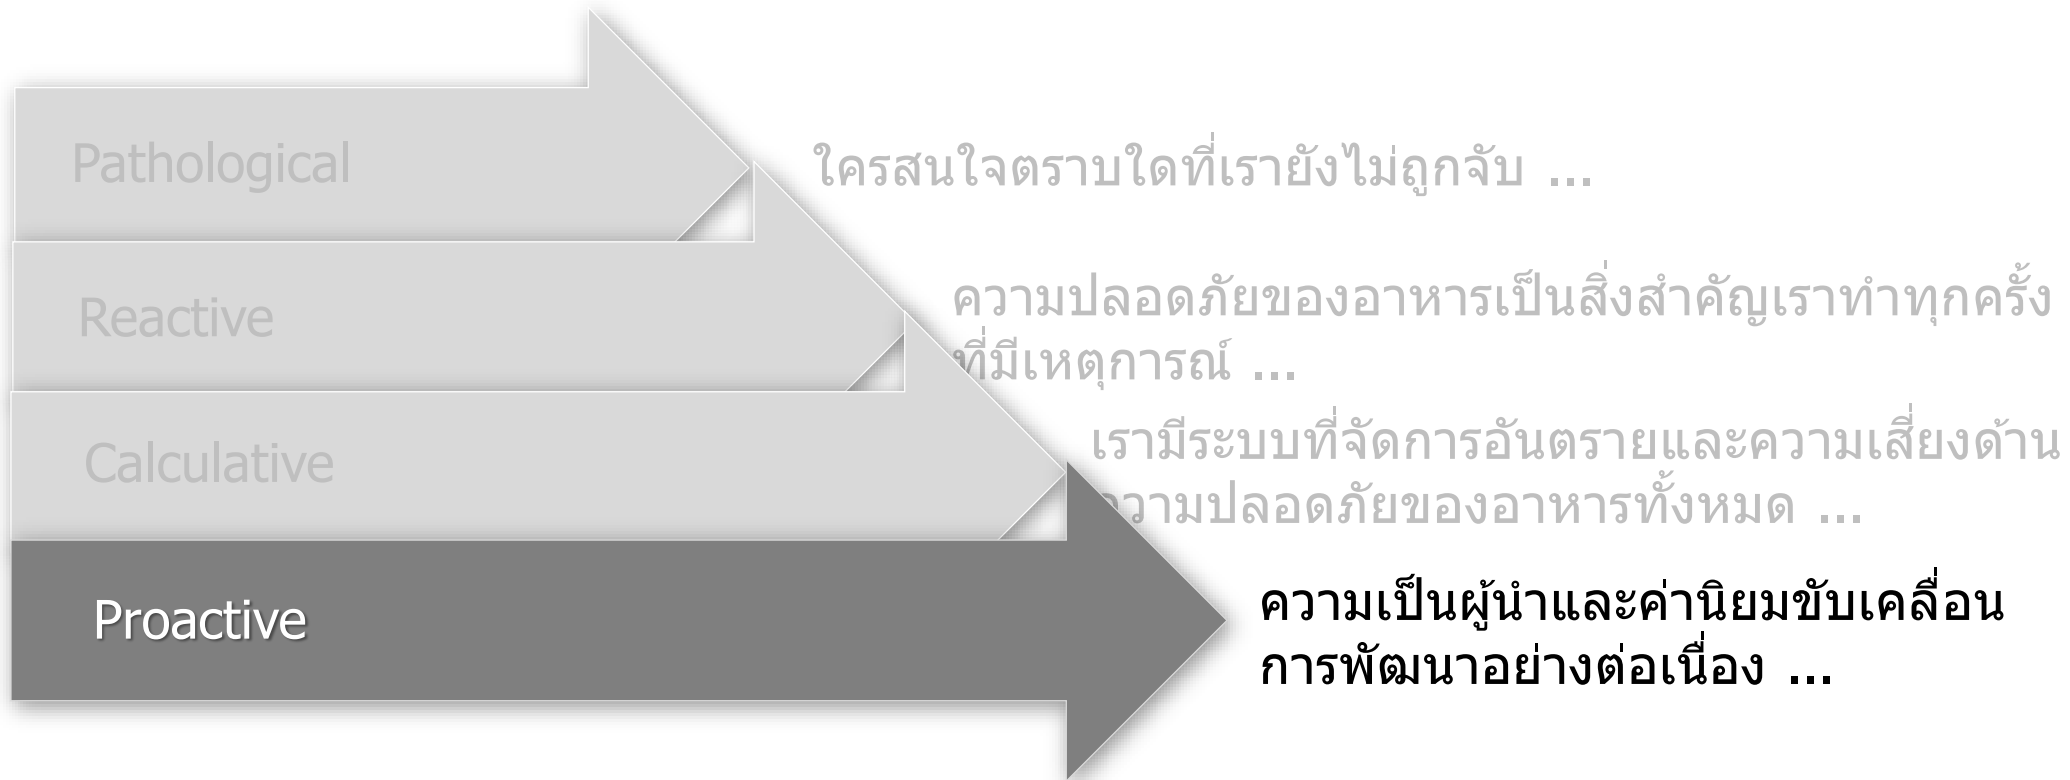 Pathological
ใครสนใจตราบใดที่เรายังไม่ถูกจับ ...
Reactive
ความปลอดภัยของอาหารเป็นสิ่งสำคัญเราทำทุกครั้ง
ที่มีเหตุการณ์ ...
Calculative
เรามีระบบที่จัดการอันตรายและความเสี่ยงด้าน
ความปลอดภัยของอาหารทั้งหมด ...
Proactive
ความเป็นผู้นำและค่านิยมขับเคลื่อน
การพัฒนาอย่างต่อเนื่อง ...